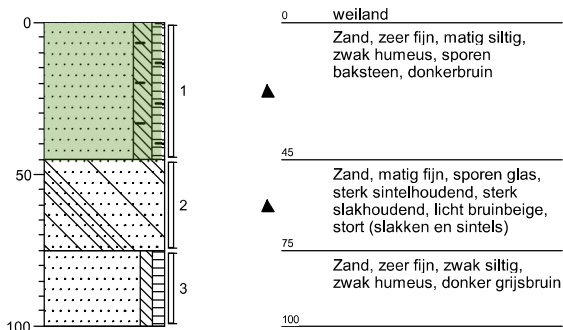 0
50
100
1
2
3
0 weiland
Zand, zeer fijn, matig siltig,
zwak humeus, sporen
baksteen, donkerbruin
45
Zand, matig fijn, sporen glas,
sterk sintelhoudend, sterk
slakhoudend, licht bruinbeige,
stort (slakken en sintels)
75
Zand, zeer fijn, zwak siltig,
zwak humeus, donker grijsbruin
100